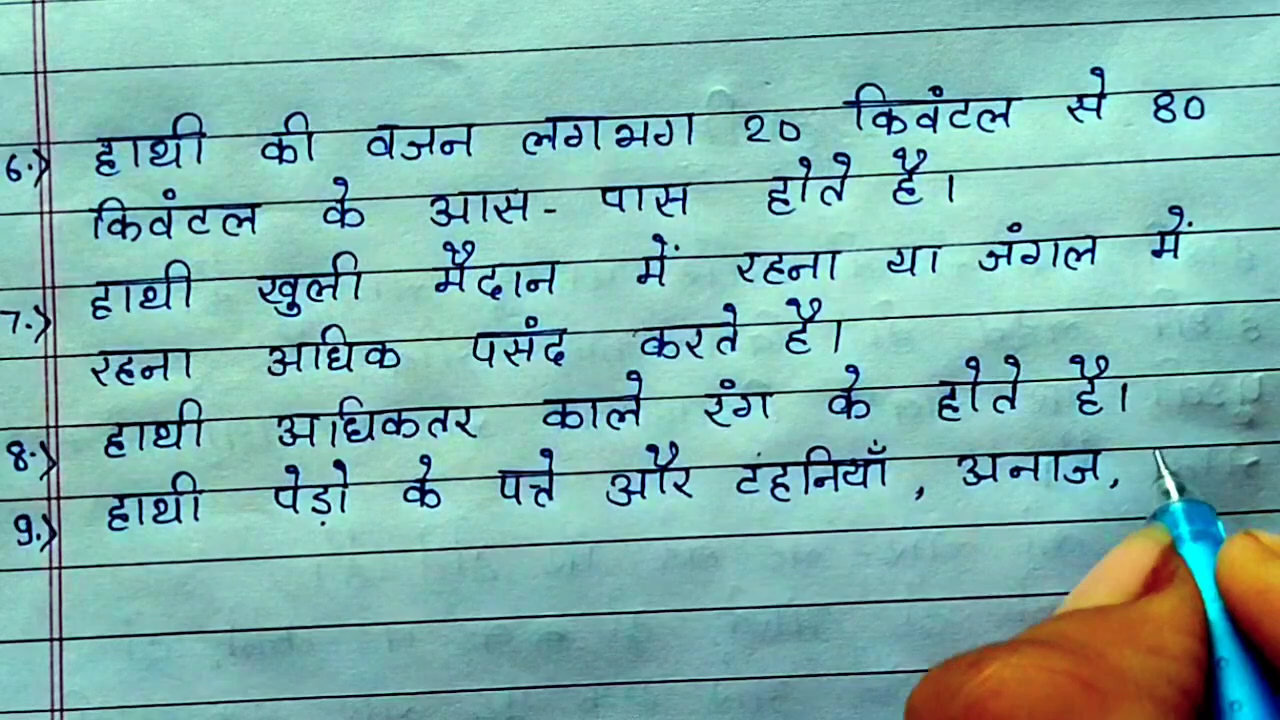 6.) हाथी की वजन लगभग 20 किवंटल से 80
किवंटल के आस- पास होते है।
7.) हाथी खुली मैदान में रहना या जंगल में
रहना अधिक पसंद करते है।
8.) हाथी अधिकतर काले रंग के होते है।
9.) हाथी पेड़ो के पत्ते और टहनियाँ, अनाज,